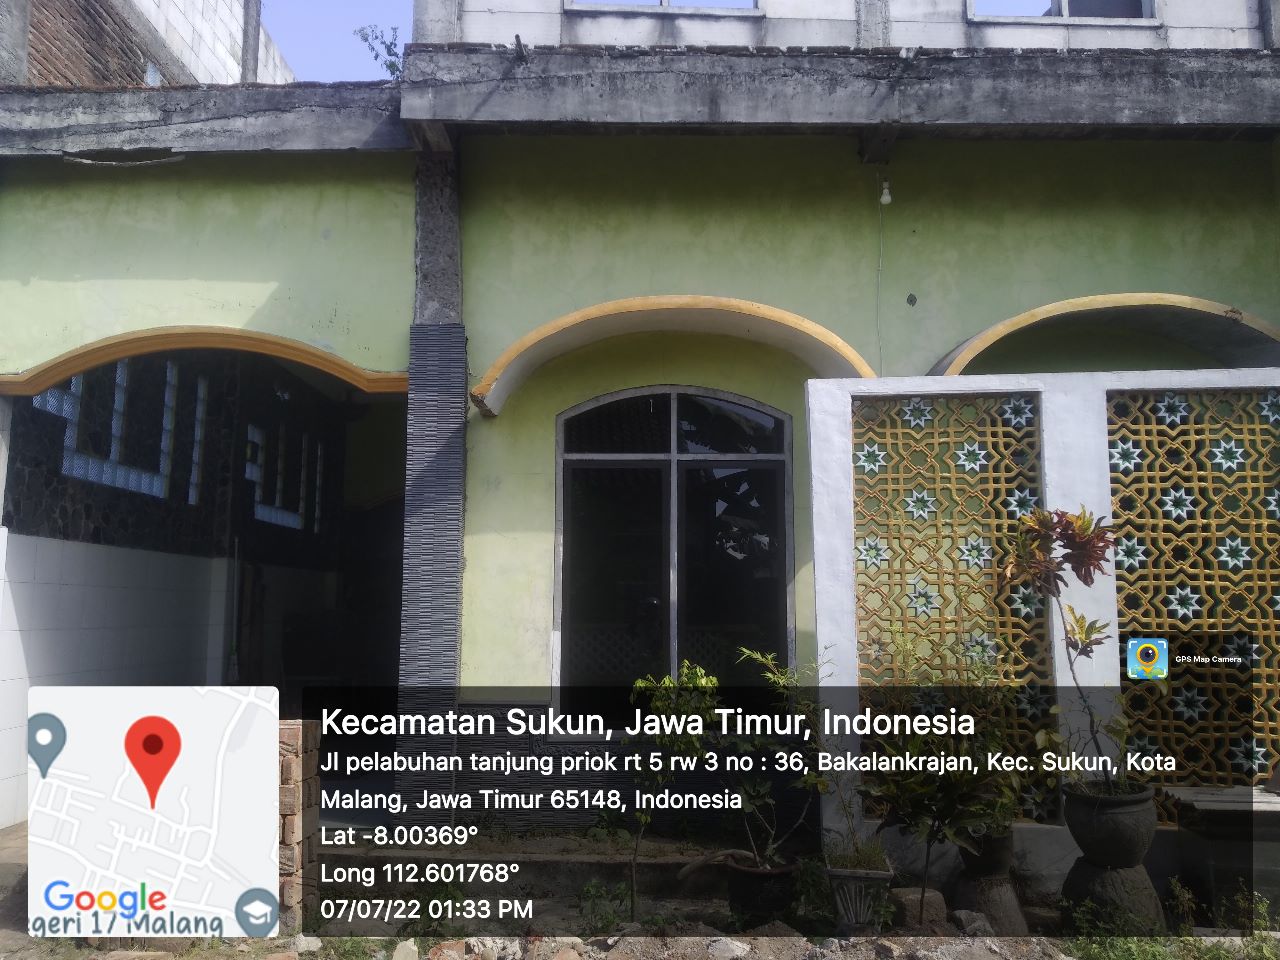 GPS Map Camera
Kecamatan Sukun, Jawa Timur, Indonesia
Jl pelabuhan tanjung priok rt 5 rw 3 no : 36, Bakalankrajan, Kec. Sukun, Kota
Malang, Jawa Timur 65148, Indonesia
Lat -8.00369°
Long 112.601768°
07/07/22 01:33 PM
Google
egeri 17 Malang